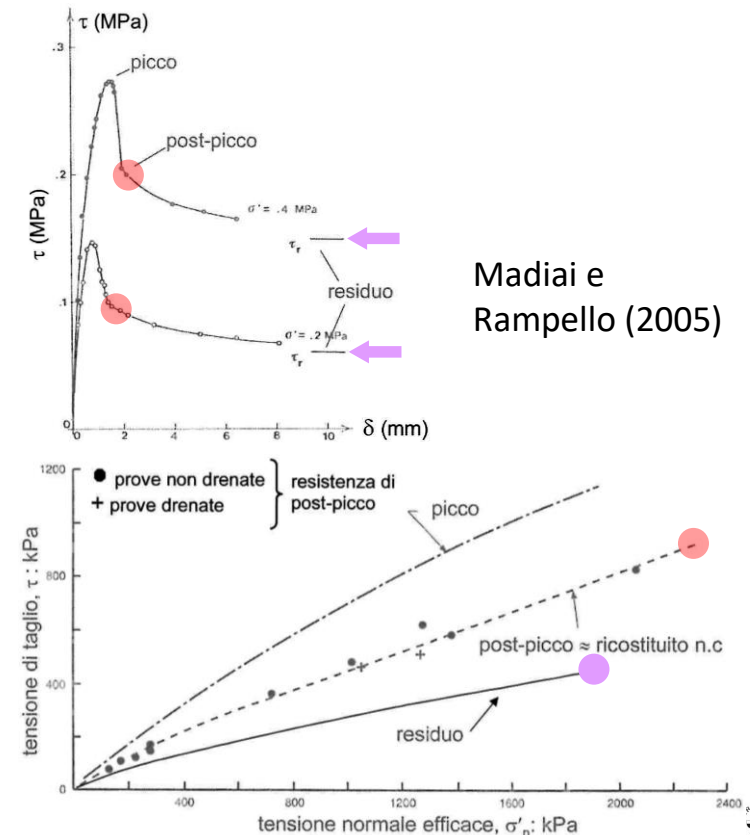 τ (MPa)
.3
picco
post-picco
.2
τ (MPa)
σ'= .4 MPa
τr
residuo
Madiai e
Rampello (2005)
.1
σ'= .2 MPa
τr
0
0 2 4 6 8 10
δ (mm)
1200
prove non drenate
+ prove drenate
resistenza di
post-picco
picco
800
post-picco ≈ ricostituito n.c
400
residuo
0
400 800 1200 1600 2000 2400
tensione di taglio, τ : kPa
tensione normale efficace, σ'n: kPa